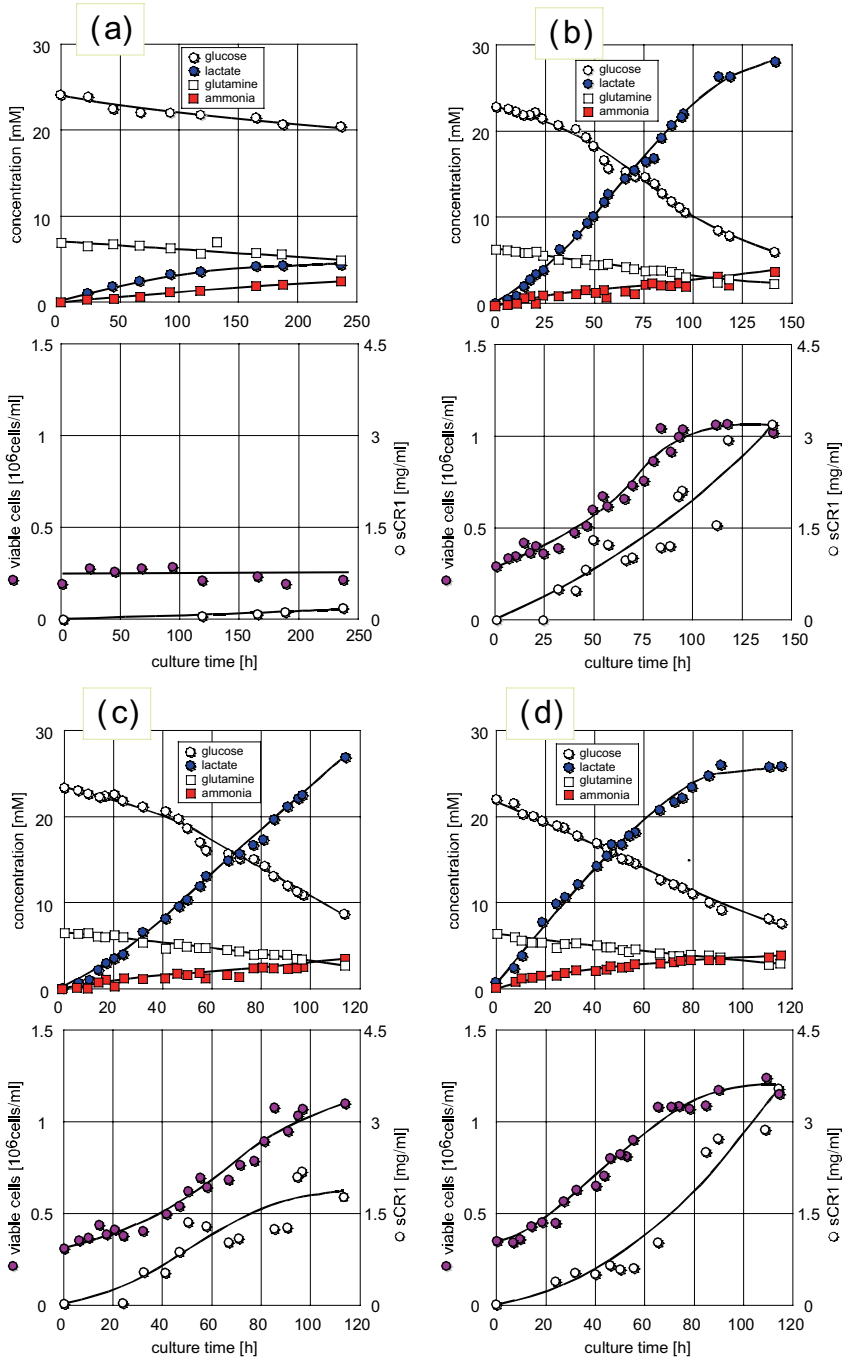 (a)
(b)
30
20
10
0
concentration [mM]
glucose
lactate
glutamine
ammonia
0 50 100 150 200 250
30
20
10
0
concentration [mM]
glucose
lactate
glutamine
ammonia
0 25 50 75 100 125 150
1.5
1
0.5
0
viable cells [10⁶cells/ml]
4.5
3
1.5
0
sCR1 [mg/ml]
0 50 100 150 200 250
culture time [h]
1.5
1
0.5
0
viable cells [10⁶cells/ml]
4.5
3
1.5
0
sCR1 [mg/ml]
0 25 50 75 100 125 150
culture time [h]
(c)
(d)
30
20
10
0
concentration [mM]
glucose
lactate
glutamine
ammonia
0 20 40 60 80 100 120
30
20
10
0
concentration [mM]
glucose
lactate
glutamine
ammonia
0 20 40 60 80 100 120
1.5
1
0.5
0
viable cells [10⁶cells/ml]
4.5
3
1.5
0
sCR1 [mg/ml]
0 20 40 60 80 100 120
culture time [h]
1.5
1
0.5
0
viable cells [10⁶cells/ml]
4.5
3
1.5
0
sCR1 [mg/ml]
0 20 40 60 80 100 120
culture time [h]